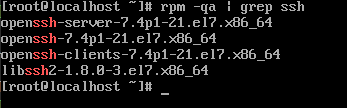 [root@localhost ~]# rpm -qa | grep ssh
openssh-server-7.4p1-21.el7.x86_64
openssh-7.4p1-21.el7.x86_64
openssh-clients-7.4p1-21.el7.x86_64
libssh2-1.8.0-3.el7.x86_64
[root@localhost ~]# _